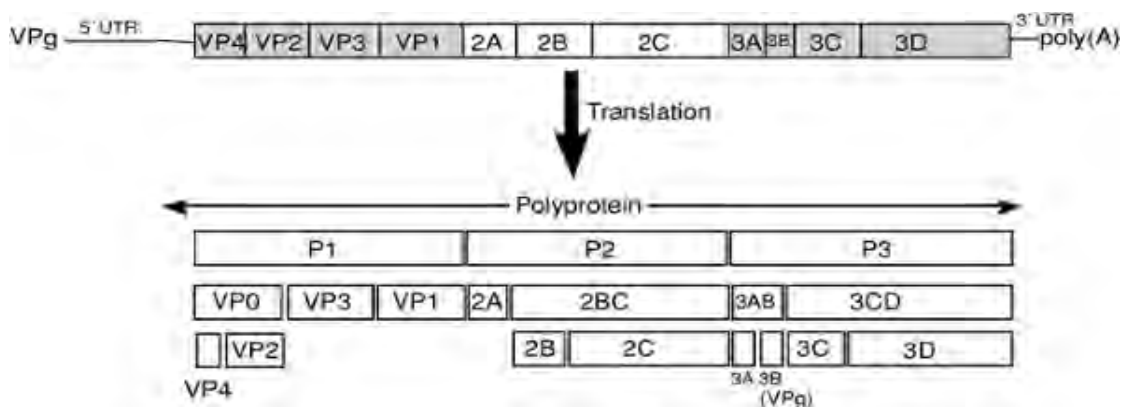 VPg 5' UTR VP4 VP2 VP3 VP1 2A 2B 2C 3A 3B 3C 3D 3' UTR poly(A)
Translation
Polyprotein
P1 P2 P3
VP0 VP3 VP1 2A 2BC 3AB 3CD
VP2 2B 2C 3C 3D
VP4 3A 3B
(VPg)